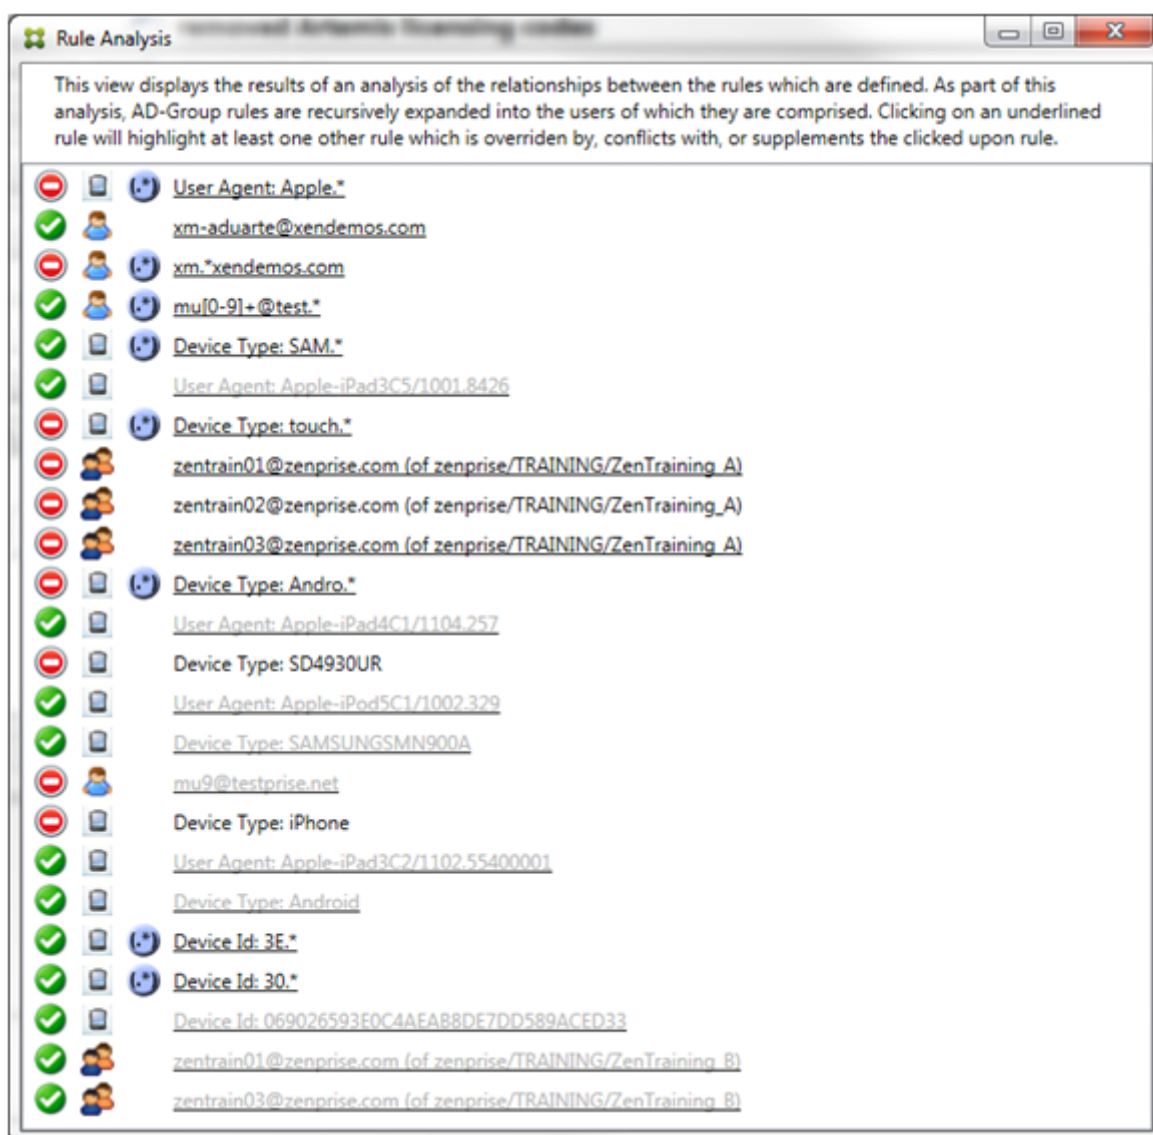 removed Artemis licensing codes
Rule Analysis
This view displays the results of an analysis of the relationships between the rules which are defined. As part of this
analysis, AD-Group rules are recursively expanded into the users of which they are comprised. Clicking on an underlined
rule will highlight at least one other rule which is overriden by, conflicts with, or supplements the clicked upon rule.
(.*) User Agent: Apple.*
xm-aduarte@xendemos.com
(.*) xm.*xendemos.com
(.*) mu[0-9]+@test.*
(.*) Device Type: SAM.*
User Agent: Apple-iPad3C5/1001.8426
(.*) Device Type: touch.*
zentrain01@zenprise.com (of zenprise/TRAINING/ZenTraining_A)
zentrain02@zenprise.com (of zenprise/TRAINING/ZenTraining_A)
zentrain03@zenprise.com (of zenprise/TRAINING/ZenTraining_A)
(.*) Device Type: Andro.*
User Agent: Apple-iPad4C1/1104.257
Device Type: SD4930UR
User Agent: Apple-iPod5C1/1002.329
Device Type: SAMSUNGSMN900A
mu9@testprise.net
Device Type: iPhone
User Agent: Apple-iPad3C2/1102.55400001
Device Type: Android
(.*) Device Id: 3E.*
(.*) Device Id: 30.*
Device Id: 069026593E0C4AEAB8DE7DD589ACED33
zentrain01@zenprise.com (of zenprise/TRAINING/ZenTraining_B)
zentrain03@zenprise.com (of zenprise/TRAINING/ZenTraining_B)